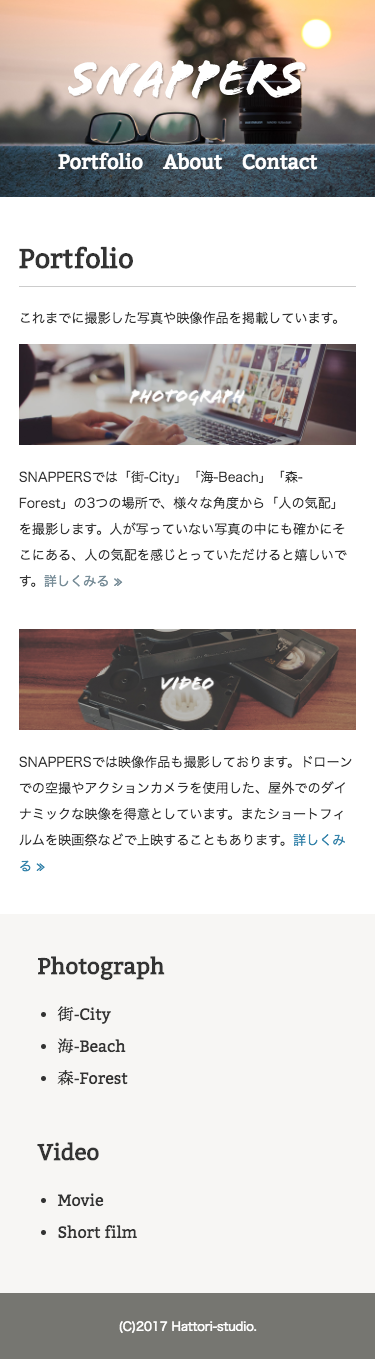 SNAPPERS
Portfolio About Contact
Portfolio
これまでに撮影した写真や映像作品を掲載しています。
PHOTOGRAPH
SNAPPERSでは「街-City」「海-Beach」「森-
Forest」の3つの場所で、様々な角度から「人の気配」
を撮影します。人が写っていない写真の中にも確かにそ
こにある、人の気配を感じとっていただけると嬉しいで
す。詳しくみる »
VIDEO
SNAPPERSでは映像作品も撮影しております。ドローン
での空撮やアクションカメラを使用した、屋外でのダイ
ナミックな映像を得意としています。またショートフィ
ルムを映画祭などで上映することもあります。詳しくみ
る »
Photograph
• 街-City
• 海-Beach
• 森-Forest
Video
• Movie
• Short film
(C)2017 Hattori-studio.